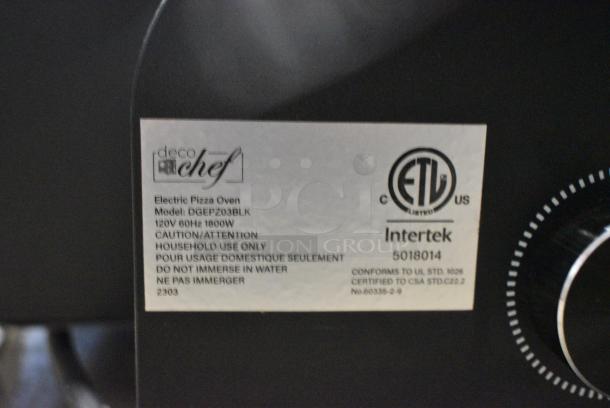 deco
chef
Electric Pizza Oven
Model: DGEPZ03BLK
120V 60Hz 1800W
CAUTION/ATTENTION
HOUSEHOLD USE ONLY
POUR USAGE DOMESTIQUE SEULEMENT
DO NOT IMMERSE IN WATER
NE PAS IMMERGER
2303
ETL
LISTED
C US
Intertek
5018014
CONFORMS TO UL STD. 1026
CERTIFIED TO CSA STD.C22.2
No.60335-2-9
PCI
AUCTION GROUP